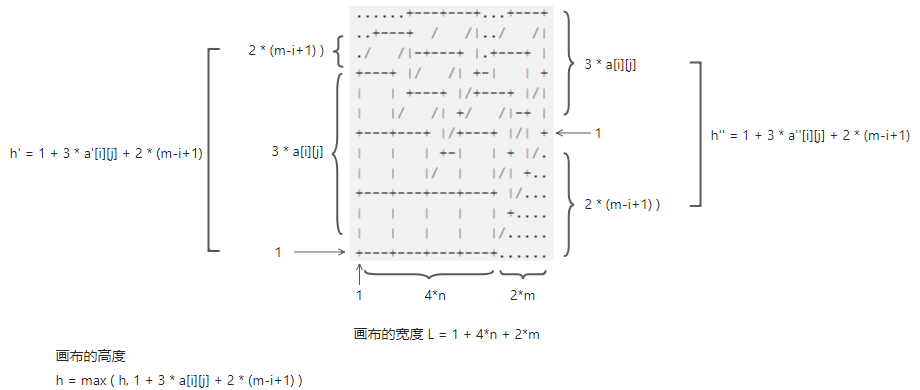 ......+---+---+...+---+
..+---+  /   /|../   /|
./   /|-+---+ |.+---+ |
+---+ |/   /| +-|   | +
|   | +---+ |/+---+ |/|
|   |/   /| +/   /|-+ |
+---+---+ |/+---+ |/| +
|   |   | +-|   | + |/.
|   |   |/  |   |/| +..
+---+---+---+---+ |/...
|   |   |   |   | +....
|   |   |   |   |/.....
+---+---+---+---+......
2 * (m-i+1) )
3 * a[i][j]
h' = 1 + 3 * a'[i][j] + 2 * (m-i+1)
1
3 * a[i][j]
1
h'' = 1 + 3 * a''[i][j] + 2 * (m-i+1)
2 * (m-i+1) )
1
4*n
2*m
画布的宽度 L = 1 + 4*n + 2*m
画布的高度
h = max ( h, 1 + 3 * a[i][j] + 2 * (m-i+1) )